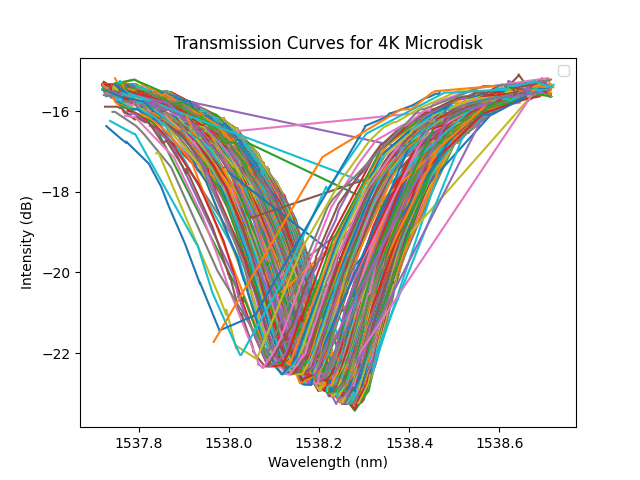 Transmission Curves for 4K Microdisk
Intensity (dB)
−16
−18
−20
−22
1537.8 1538.0 1538.2 1538.4 1538.6
Wavelength (nm)